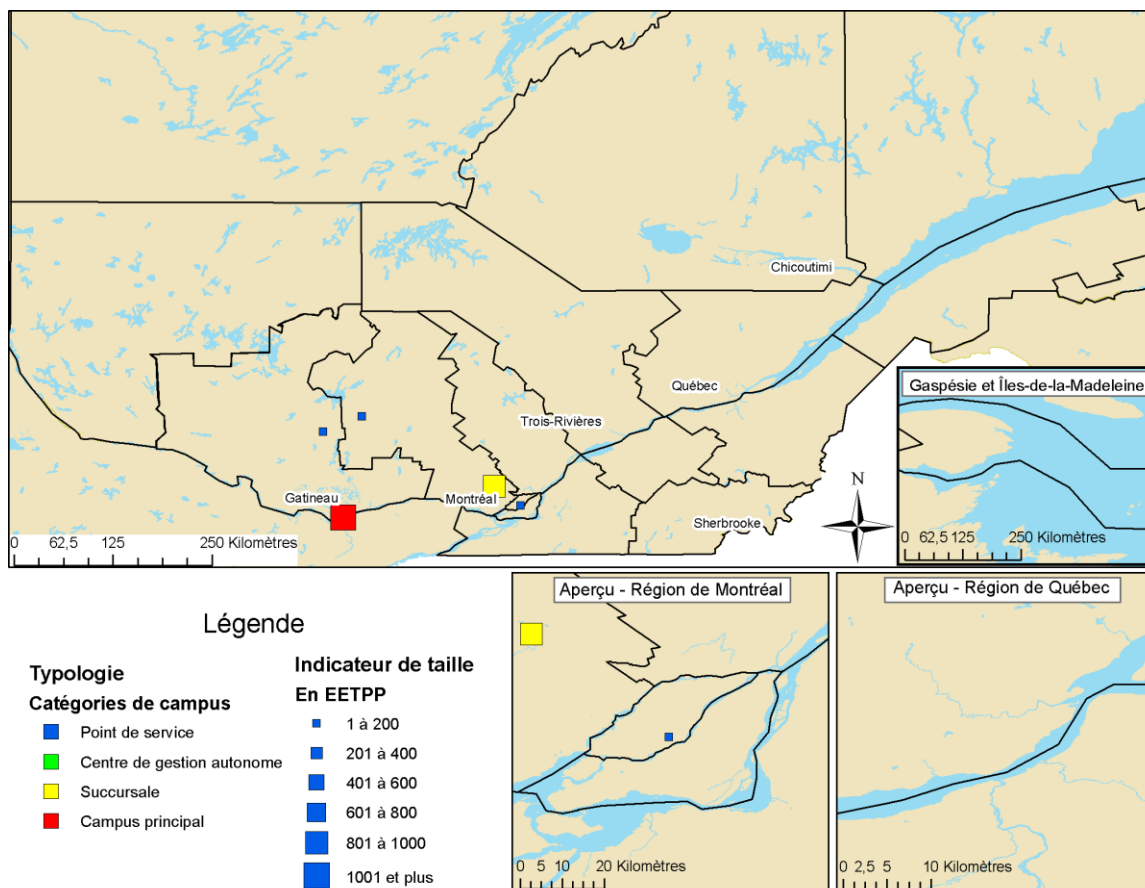 Chicoutimi
Québec
Gaspésie et Îles-de-la-Madeleine
Trois-Rivières
Gatineau
Montréal
N
Sherbrooke
0 62,5 125 250 Kilomètres
0 62,5 125 250 Kilomètres
Aperçu - Région de Montréal
Aperçu - Région de Québec
0 5 10 20 Kilomètres
0 2,5 5 10 Kilomètres
Légende
Typologie
Catégories de campus
Point de service
Centre de gestion autonome
Succursale
Campus principal
Indicateur de taille
En EETPP
1 à 200
201 à 400
401 à 600
601 à 800
801 à 1000
1001 et plus